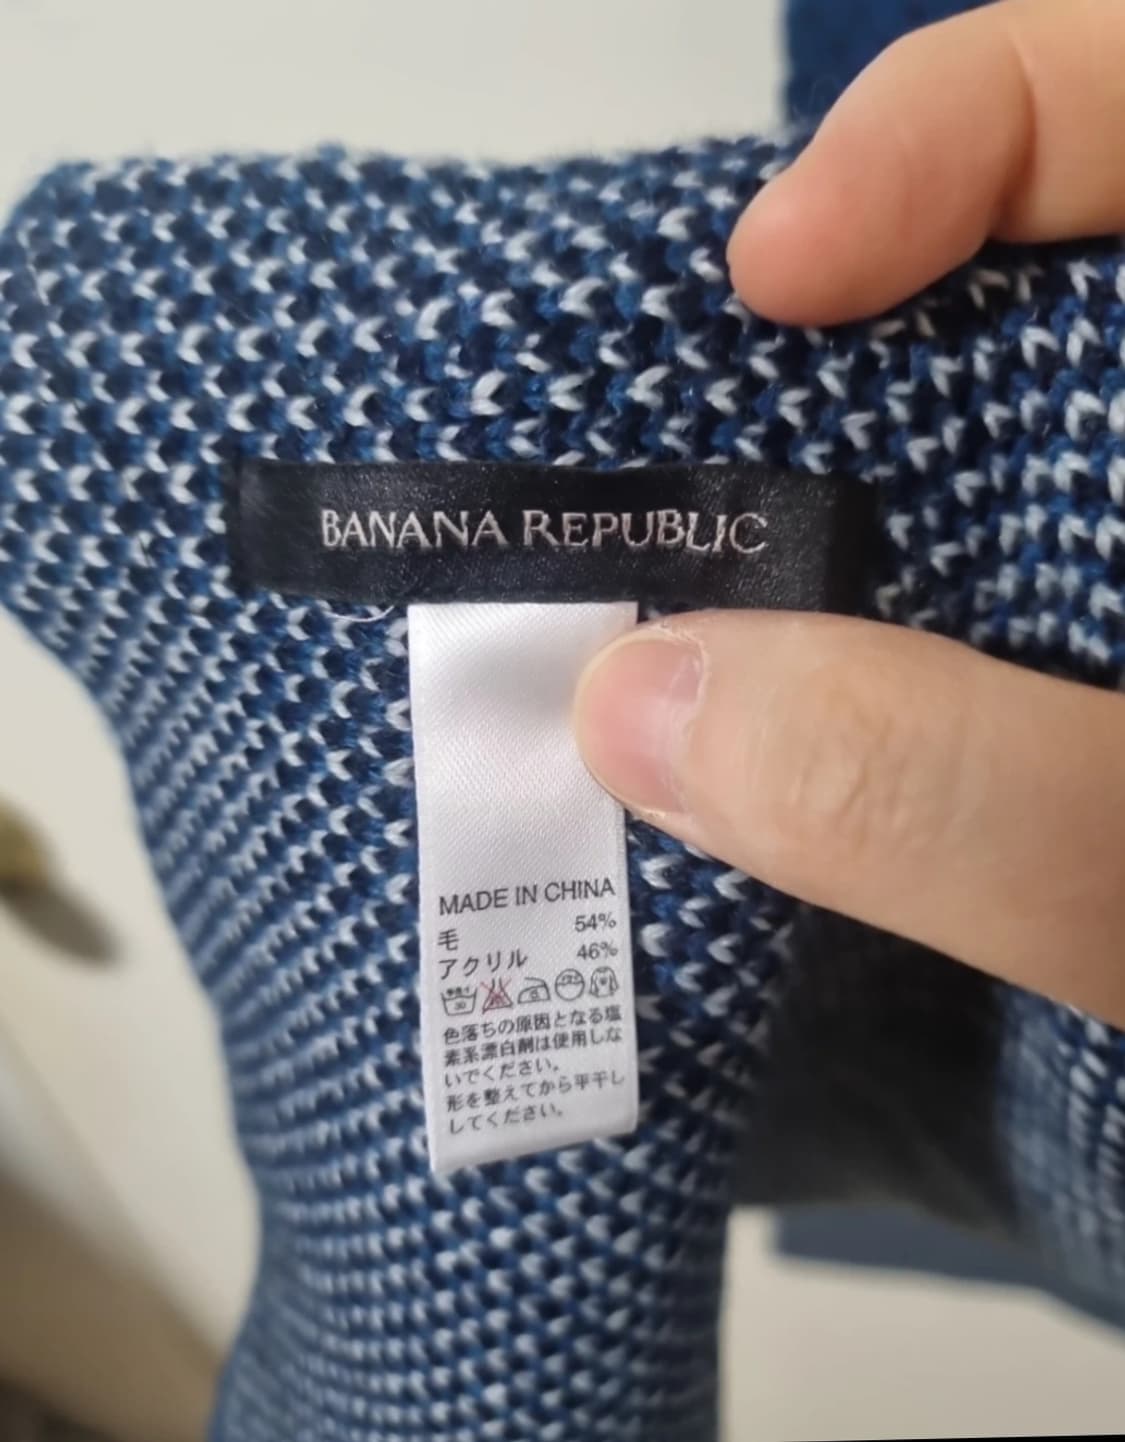 BANANA REPUBLIC
MADE IN CHINA
毛 54%
アクリル 46%
色落ちの原因となる塩
素系漂白剤は使用しな
いでください。
形を整えてから平干し
してください。